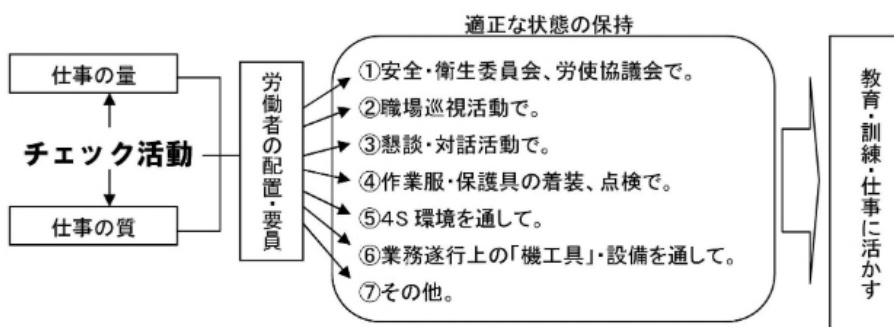 適正な状態の保持
仕事の量
チェック活動
仕事の質
労働者の配置・要員
①安全・衛生委員会、労使協議会で。
②職場巡視活動で。
③懇談・対話活動で。
④作業服・保護具の着装、点検で。
⑤4S環境を通して。
⑥業務遂行上の「機工具」・設備を通して。
⑦その他。
教育・訓練・仕事に活かす